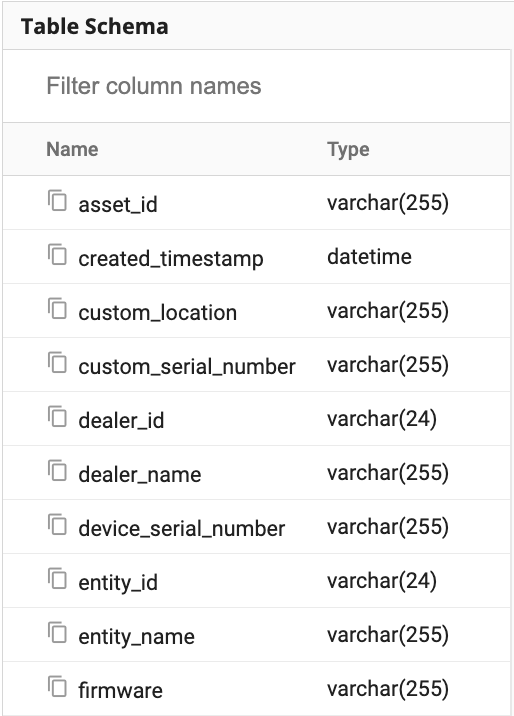 Table Schema
Filter column names
Name Type
asset_id varchar(255)
created_timestamp datetime
custom_location varchar(255)
custom_serial_number varchar(255)
dealer_id varchar(24)
dealer_name varchar(255)
device_serial_number varchar(255)
entity_id varchar(24)
entity_name varchar(255)
firmware varchar(255)